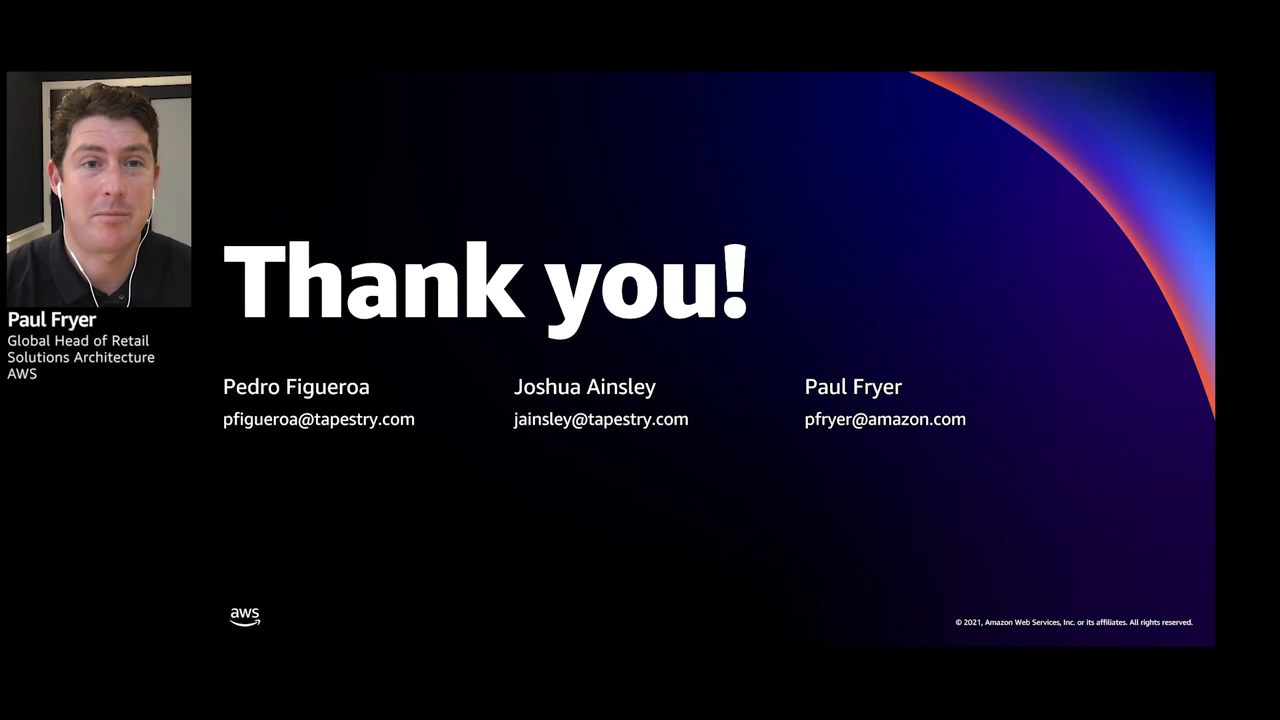 Paul Fryer
Global Head of Retail
Solutions Architecture
AWS
Thank you!
Pedro Figueroa
pfigueroa@tapestry.com
Joshua Ainsley
jainsley@tapestry.com
Paul Fryer
pfryer@amazon.com
aws
© 2021, Amazon Web Services, Inc. or its affiliates. All rights reserved.